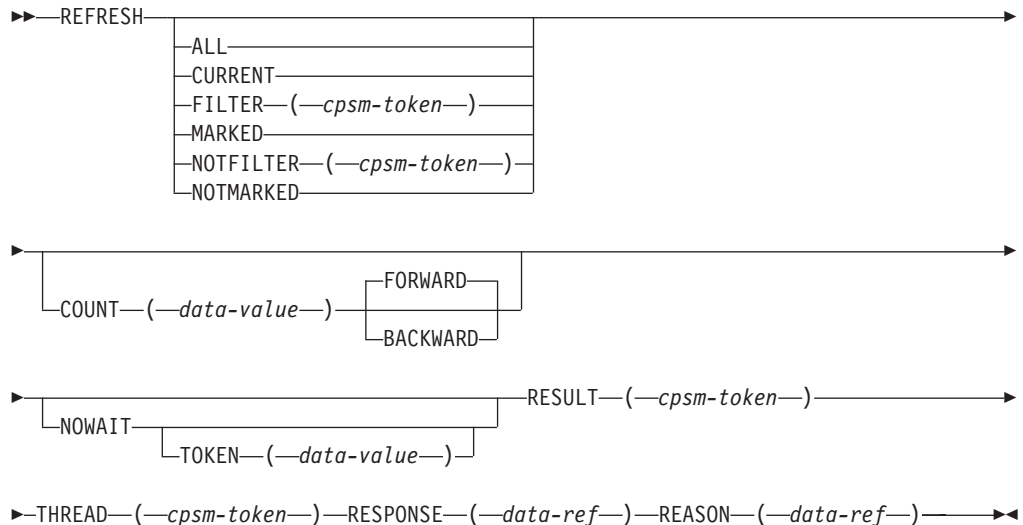 REFRESH
ALL
CURRENT
FILTER ( cpsm-token )
MARKED
NOTFILTER ( cpsm-token )
NOTMARKED
FORWARD
COUNT ( data-value )
BACKWARD
RESULT ( cpsm-token )
NOWAIT
TOKEN ( data-value )
THREAD ( cpsm-token ) RESPONSE ( data-ref ) REASON ( data-ref )